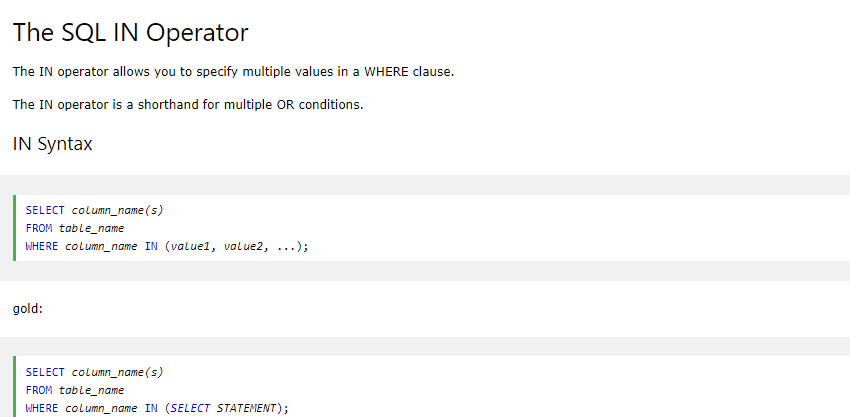 The SQL IN Operator
The IN operator allows you to specify multiple values in a WHERE clause.
The IN operator is a shorthand for multiple OR conditions.
IN Syntax
SELECT column_name(s)
FROM table_name
WHERE column_name IN (value1, value2, ...);
gold:
SELECT column_name(s)
FROM table_name
WHERE column_name IN (SELECT STATEMENT);